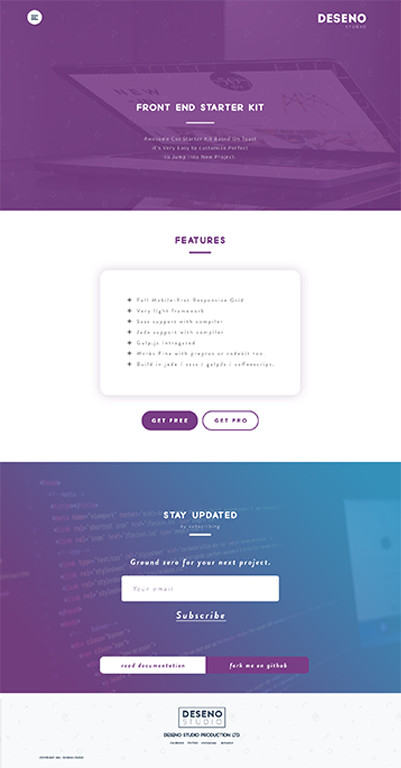 DESENO
STUDIO
NEW
50%
FRONT END STARTER KIT
Awesome Css Starter Kit Based On Toast
it's Very Easy to customize Perfect
to Jump Into New Project.
FEATURES
Full Mobile-First Responsive Grid
Very light framework
Sass support with compiler
Jade support with compiler
Gulp.js intregated
Works Fine with prepros or codekit too
Build in jade / sass / gulpjs / coffeescript.
GET FREE
GET PRO
STAY UPDATED
by subscribing
Ground zero for your next project.
Your email
Subscribe
read documentation
fork me on github
DESENO
STUDIO
DESENO STUDIO PRODUCTION LTD